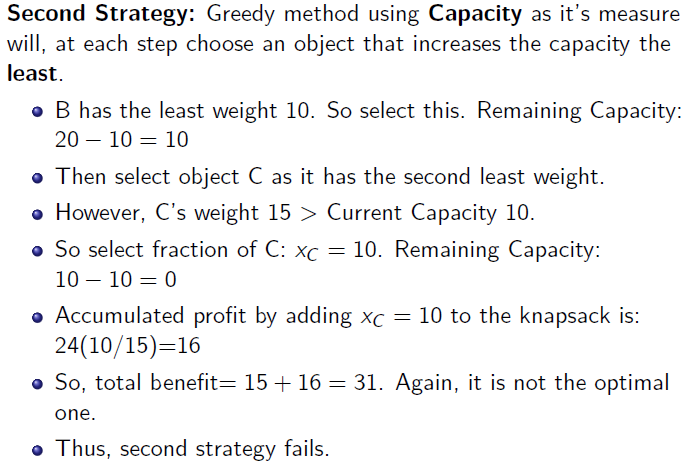 Second Strategy: Greedy method using Capacity as it's measure
will, at each step choose an object that increases the capacity the
least.
B has the least weight 10. So select this. Remaining Capacity:
20 − 10 = 10
Then select object C as it has the second least weight.
However, C's weight 15 > Current Capacity 10.
So select fraction of C: x_C = 10. Remaining Capacity:
10 − 10 = 0
Accumulated profit by adding x_C = 10 to the knapsack is:
24(10/15)=16
So, total benefit= 15 + 16 = 31. Again, it is not the optimal
one.
Thus, second strategy fails.